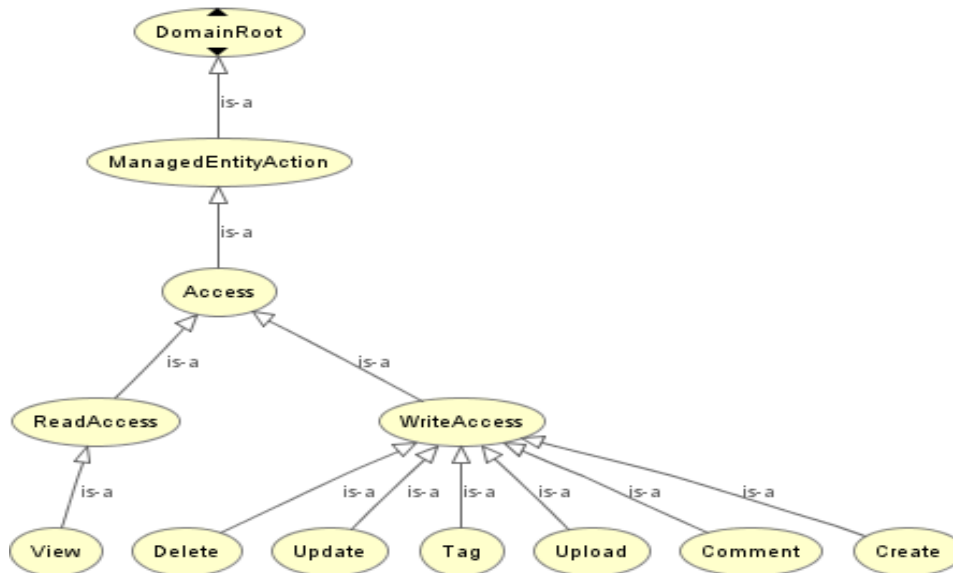 DomainRoot
is-a
ManagedEntityAction
is-a
Access
is-a
is-a
ReadAccess
WriteAccess
is-a
is-a
is-a
is-a
is-a
is-a
is-a
View
Delete
Update
Tag
Upload
Comment
Create